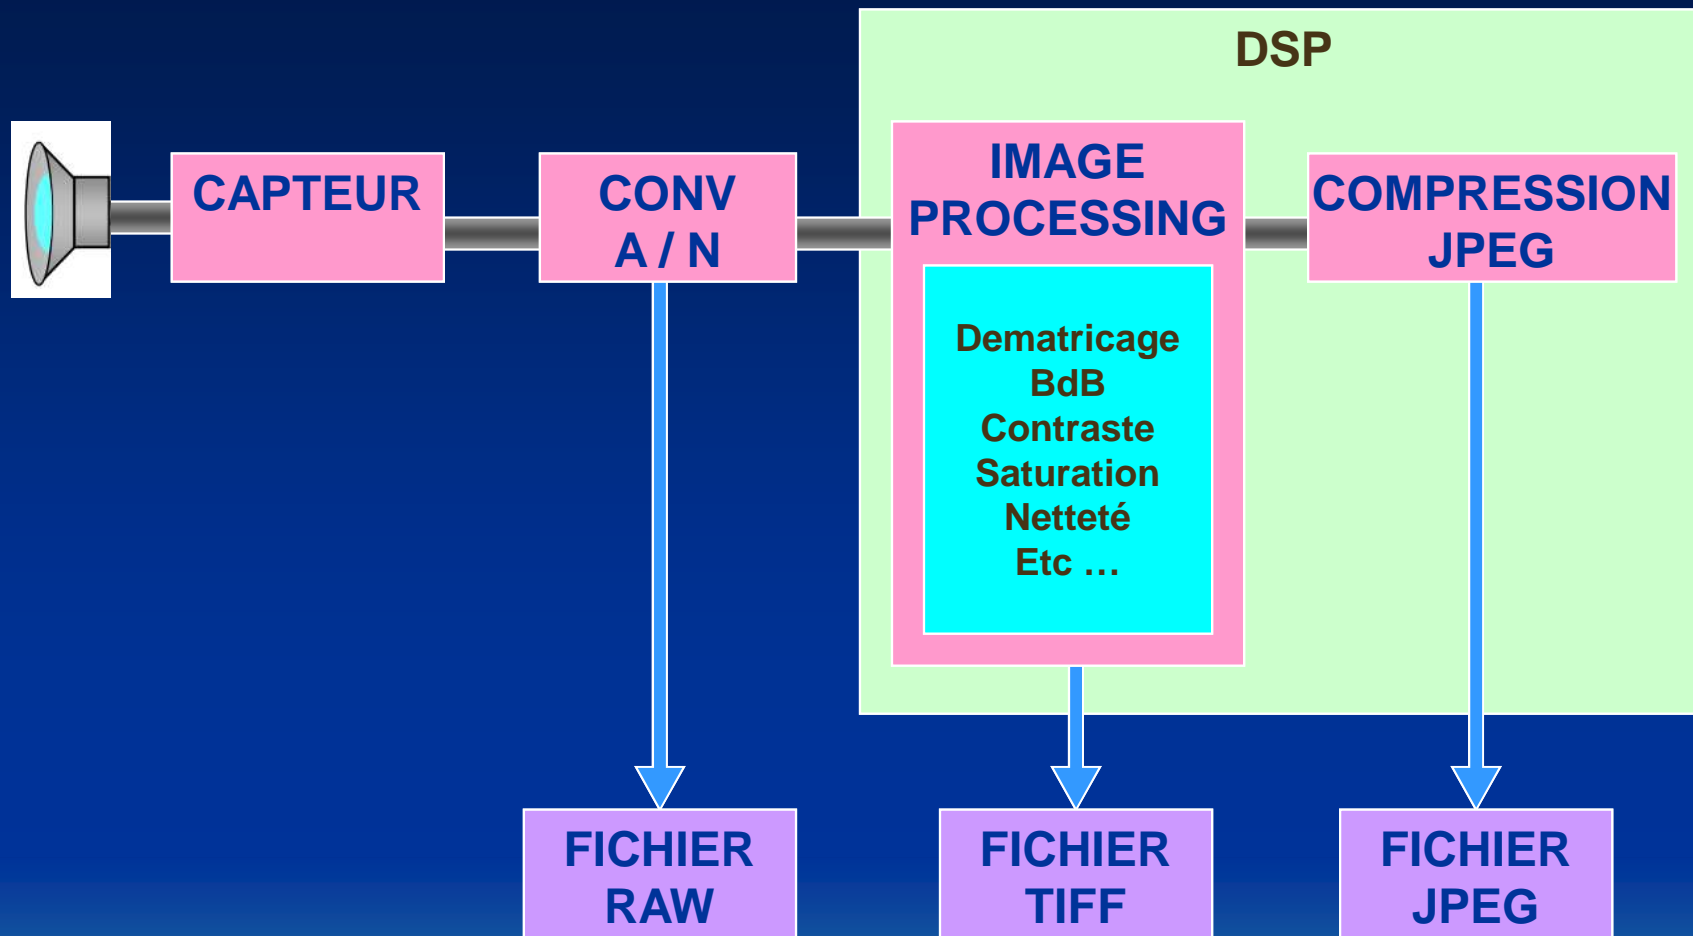 DSP
CAPTEUR
CONV
A / N
IMAGE
PROCESSING
COMPRESSION
JPEG
Dematricage
BdB
Contraste
Saturation
Netteté
Etc …
FICHIER
RAW
FICHIER
TIFF
FICHIER
JPEG